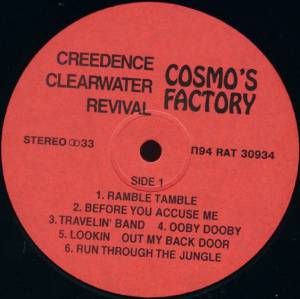 CREEDENCE
CLEARWATER
REVIVAL
COSMO'S
FACTORY
STEREO 33
П94 RAT 30934
SIDE 1
1. RAMBLE TAMBLE
2. BEFORE YOU ACCUSE ME
3. TRAVELIN' BAND 4. OOBY DOOBY
5. LOOKIN OUT MY BACK DOOR
6. RUN THROUGH THE JUNGLE